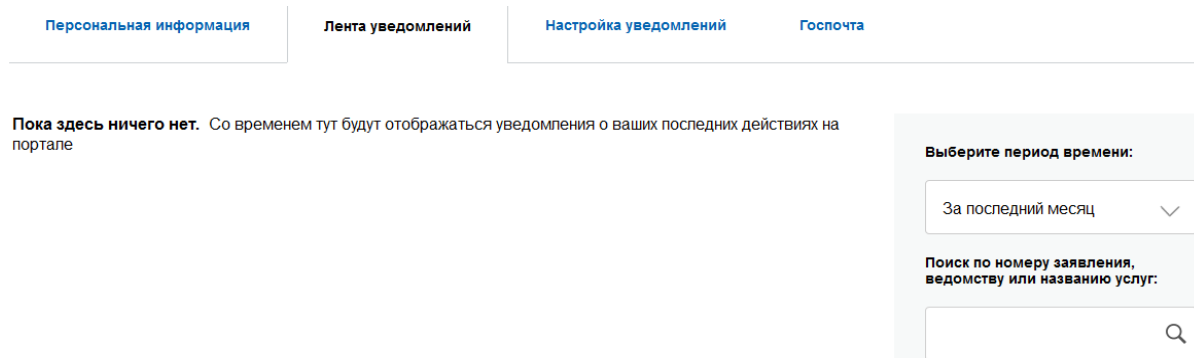 Персональная информация
Лента уведомлений
Настройка уведомлений
Госпочта
Пока здесь ничего нет. Со временем тут будут отображаться уведомления о ваших последних действиях на
портале
Выберите период времени:
За последний месяц
Поиск по номеру заявления,
ведомству или названию услуг: